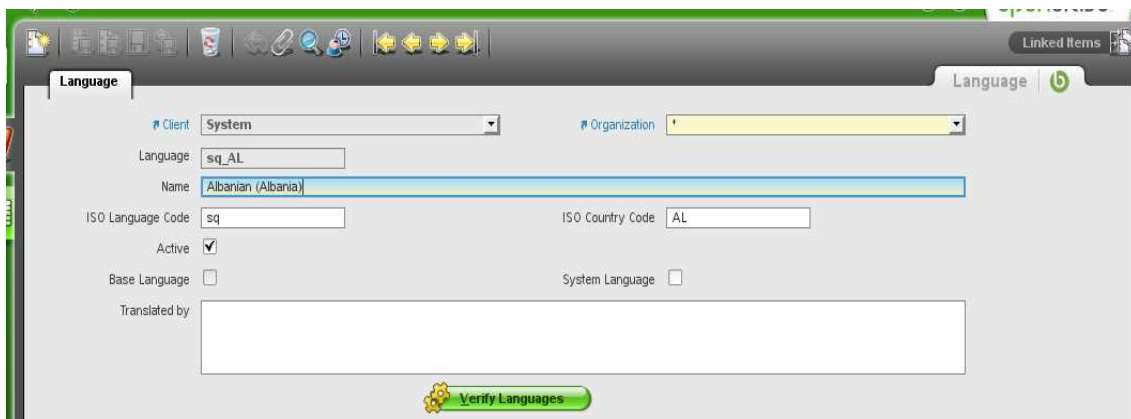 Linked Items
Language
Language
Client System Organization *
Language sq_AL
Name Albanian (Albania)
ISO Language Code sq ISO Country Code AL
Active
Base Language System Language
Translated by
Verify Languages